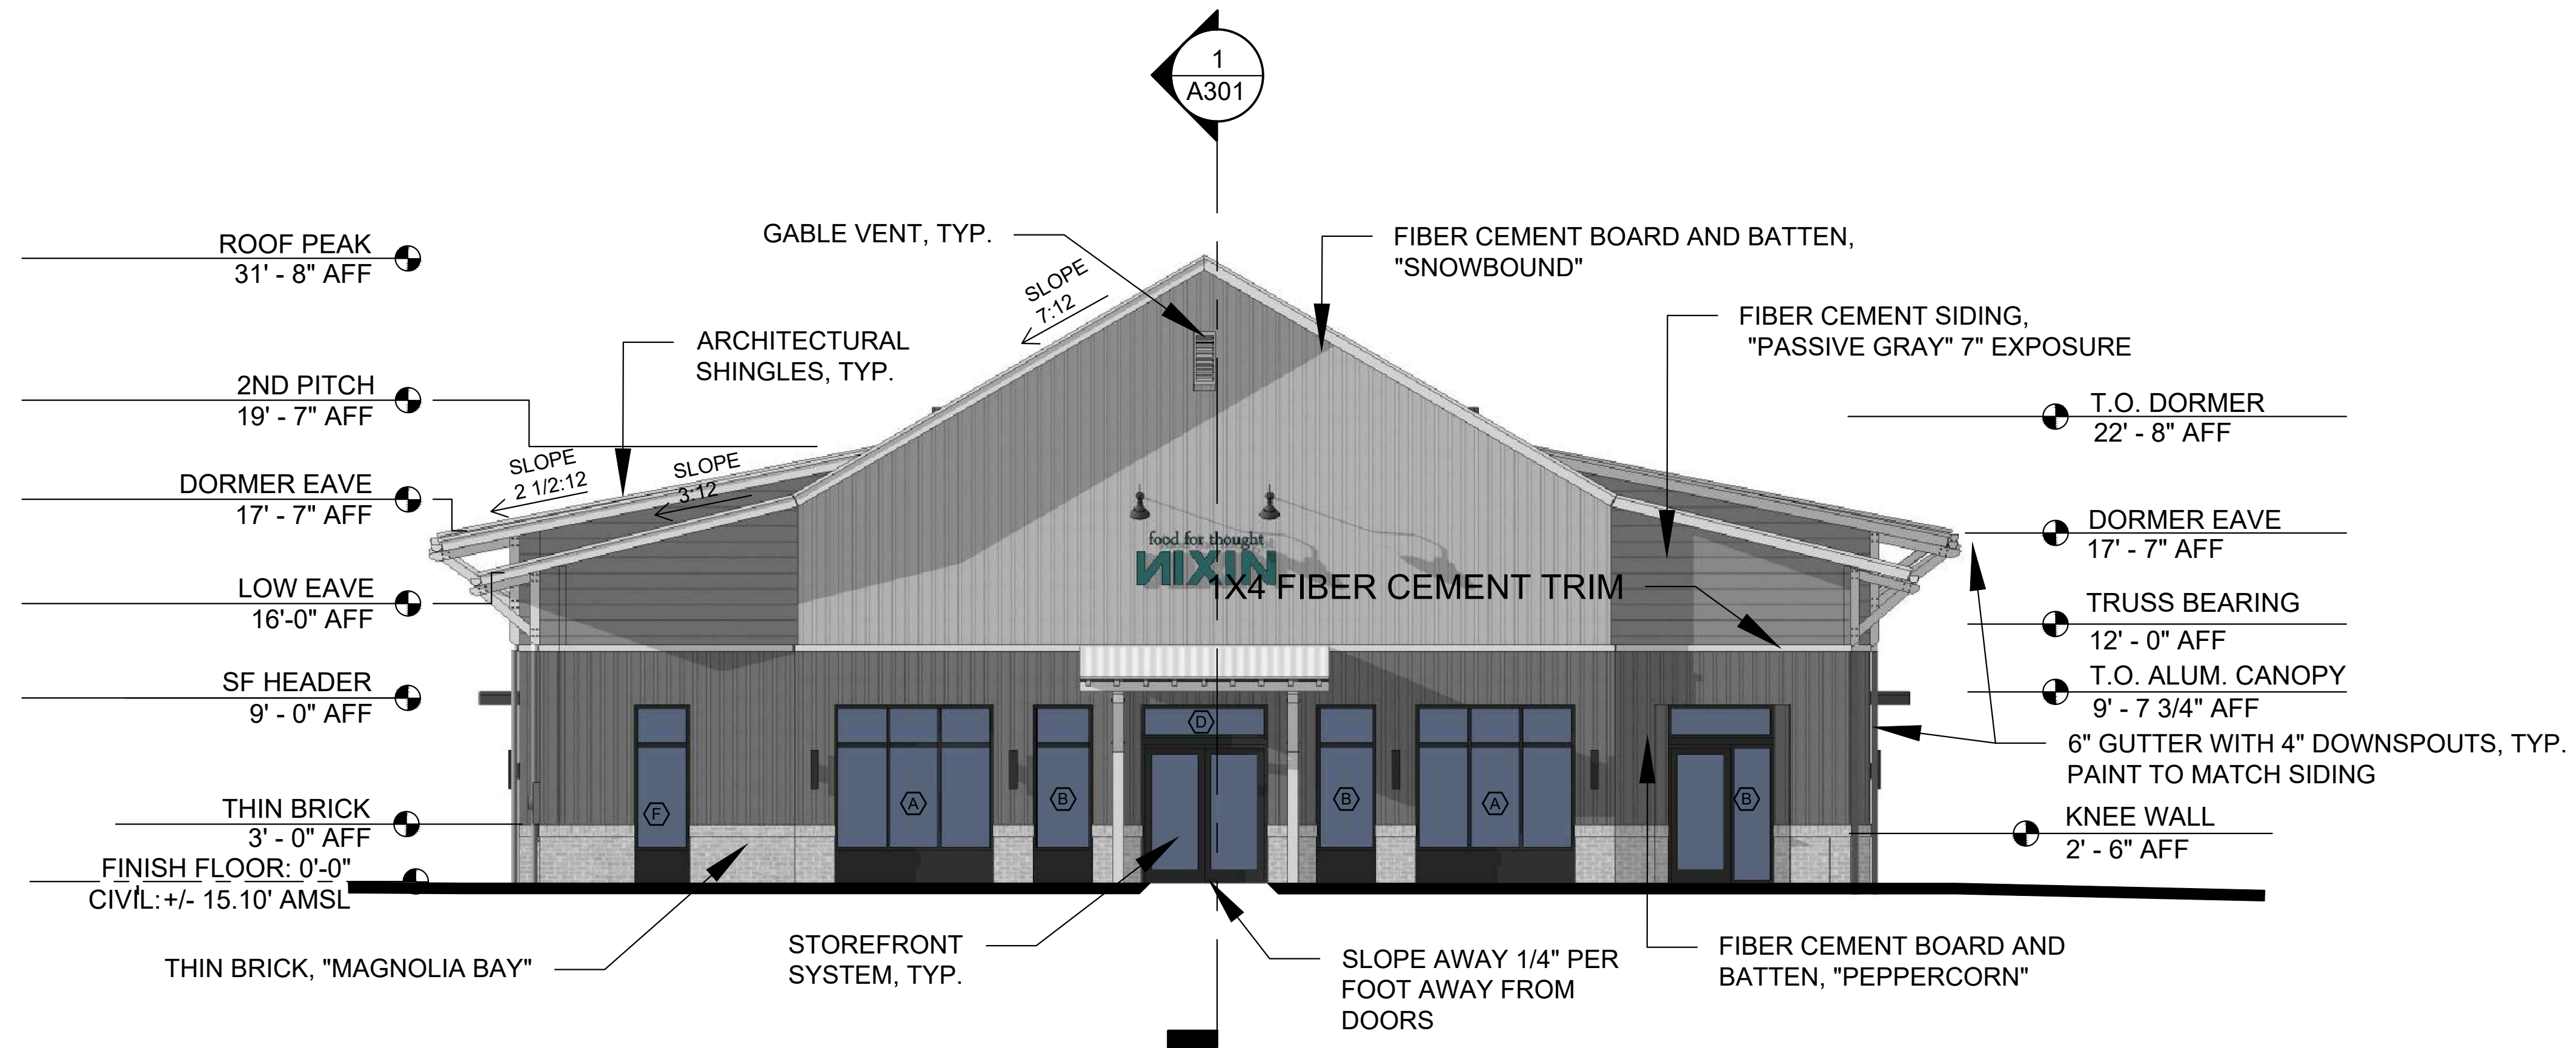 1
A301
ROOF PEAK
31' - 8" AFF
2ND PITCH
19' - 7" AFF
DORMER EAVE
17' - 7" AFF
LOW EAVE
16'-0" AFF
SF HEADER
9' - 0" AFF
THIN BRICK
3' - 0" AFF
FINISH FLOOR: 0'-0"
CIVIL:+/- 15.10' AMSL
GABLE VENT, TYP.
SLOPE
7:12
ARCHITECTURAL
SHINGLES, TYP.
SLOPE
2 1/2:12
SLOPE
3:12
FIBER CEMENT BOARD AND BATTEN,
"SNOWBOUND"
FIBER CEMENT SIDING,
"PASSIVE GRAY" 7" EXPOSURE
food for thought
NIXIN
1X4 FIBER CEMENT TRIM
T.O. DORMER
22' - 8" AFF
DORMER EAVE
17' - 7" AFF
TRUSS BEARING
12' - 0" AFF
T.O. ALUM. CANOPY
9' - 7 3/4" AFF
6" GUTTER WITH 4" DOWNSPOUTS, TYP.
PAINT TO MATCH SIDING
KNEE WALL
2' - 6" AFF
D
F
A
B
B
A
B
THIN BRICK, "MAGNOLIA BAY"
STOREFRONT
SYSTEM, TYP.
SLOPE AWAY 1/4" PER
FOOT AWAY FROM
DOORS
FIBER CEMENT BOARD AND
BATTEN, "PEPPERCORN"